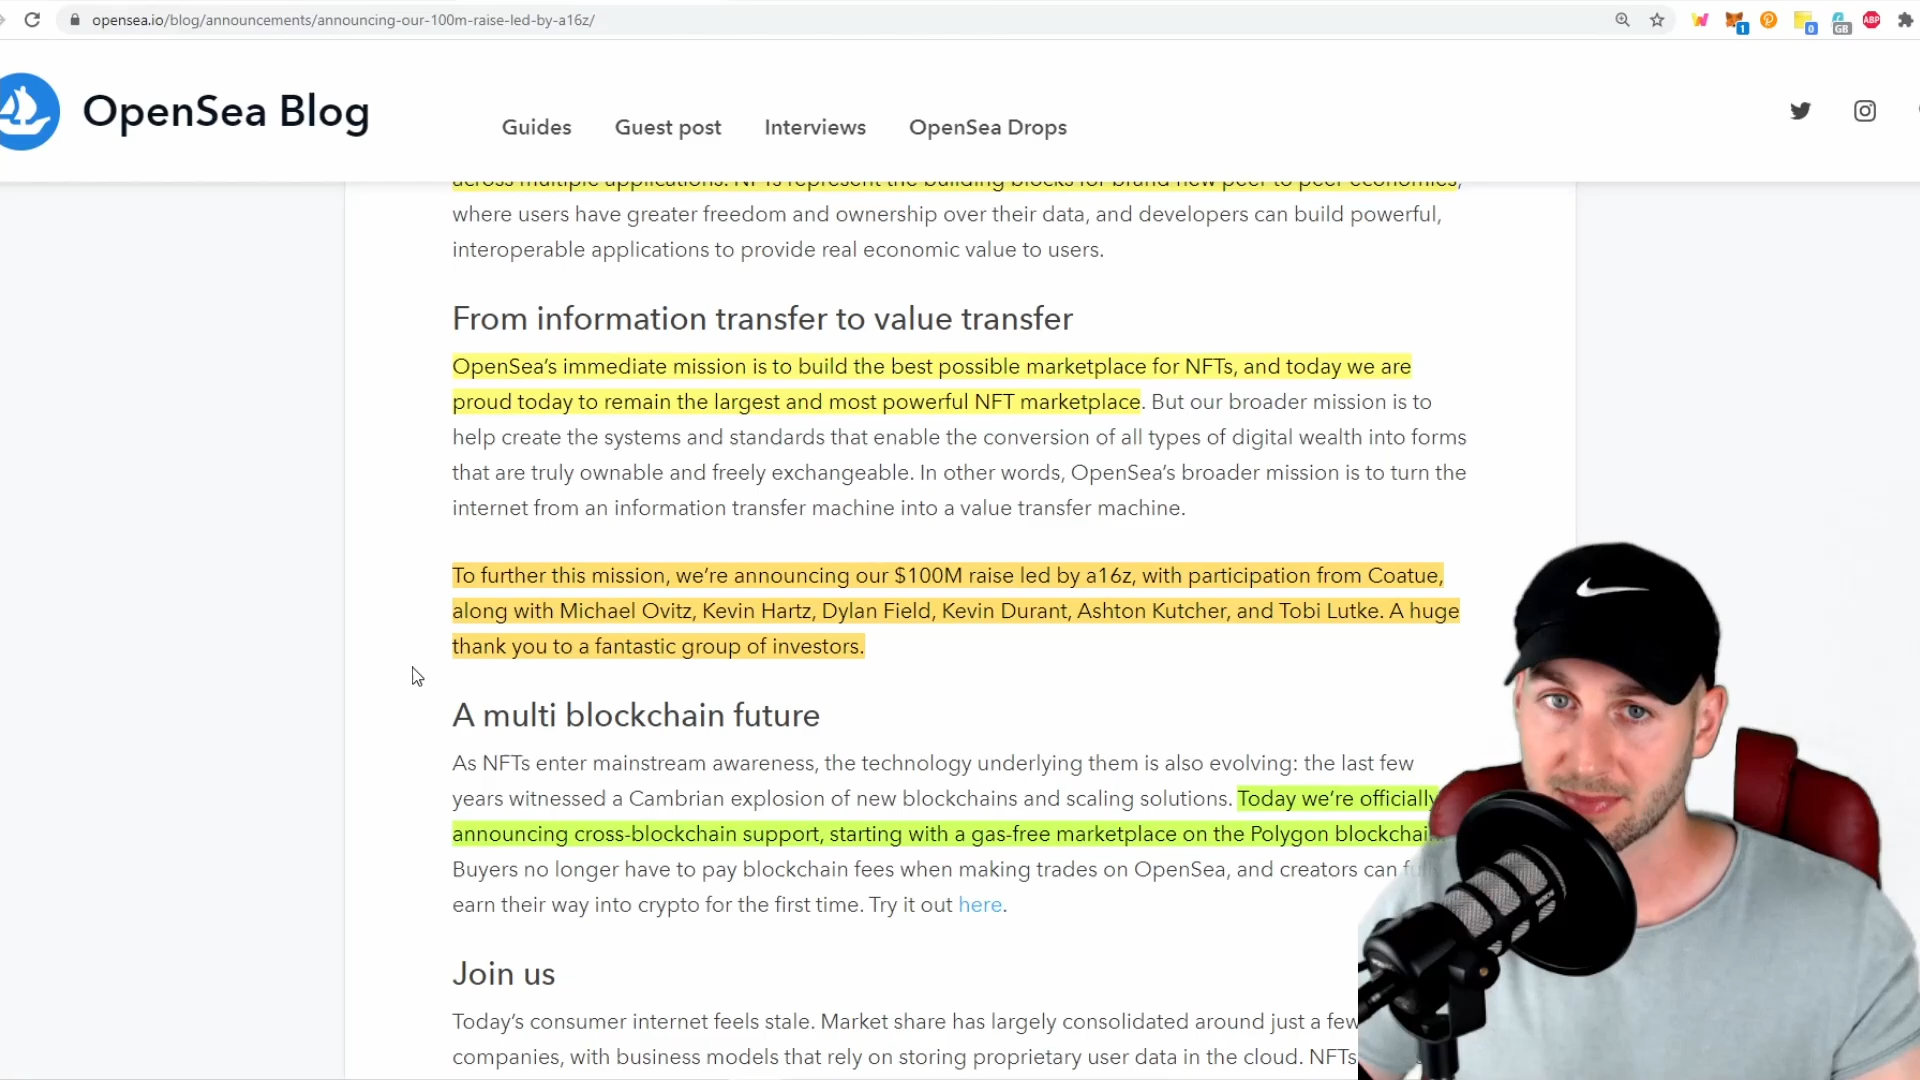 opensea.io/blog/announcements/announcing-our-100m-raise-led-by-a16z/
1
0
GB
ABP
OpenSea Blog
Guides Guest post Interviews OpenSea Drops
across multiple applications. NFTs represent the building blocks for brand new peer to peer economies,
where users have greater freedom and ownership over their data, and developers can build powerful,
interoperable applications to provide real economic value to users.
From information transfer to value transfer
OpenSea’s immediate mission is to build the best possible marketplace for NFTs, and today we are
proud today to remain the largest and most powerful NFT marketplace. But our broader mission is to
help create the systems and standards that enable the conversion of all types of digital wealth into forms
that are truly ownable and freely exchangeable. In other words, OpenSea’s broader mission is to turn the
internet from an information transfer machine into a value transfer machine.
To further this mission, we’re announcing our $100M raise led by a16z, with participation from Coatue,
along with Michael Ovitz, Kevin Hartz, Dylan Field, Kevin Durant, Ashton Kutcher, and Tobi Lutke. A huge
thank you to a fantastic group of investors.
A multi blockchain future
As NFTs enter mainstream awareness, the technology underlying them is also evolving: the last few
years witnessed a Cambrian explosion of new blockchains and scaling solutions. Today we’re officially
announcing cross-blockchain support, starting with a gas-free marketplace on the Polygon blockchain
Buyers no longer have to pay blockchain fees when making trades on OpenSea, and creators can
earn their way into crypto for the first time. Try it out here.
Join us
Today’s consumer internet feels stale. Market share has largely consolidated around just a few
companies, with business models that rely on storing proprietary user data in the cloud. NFTs